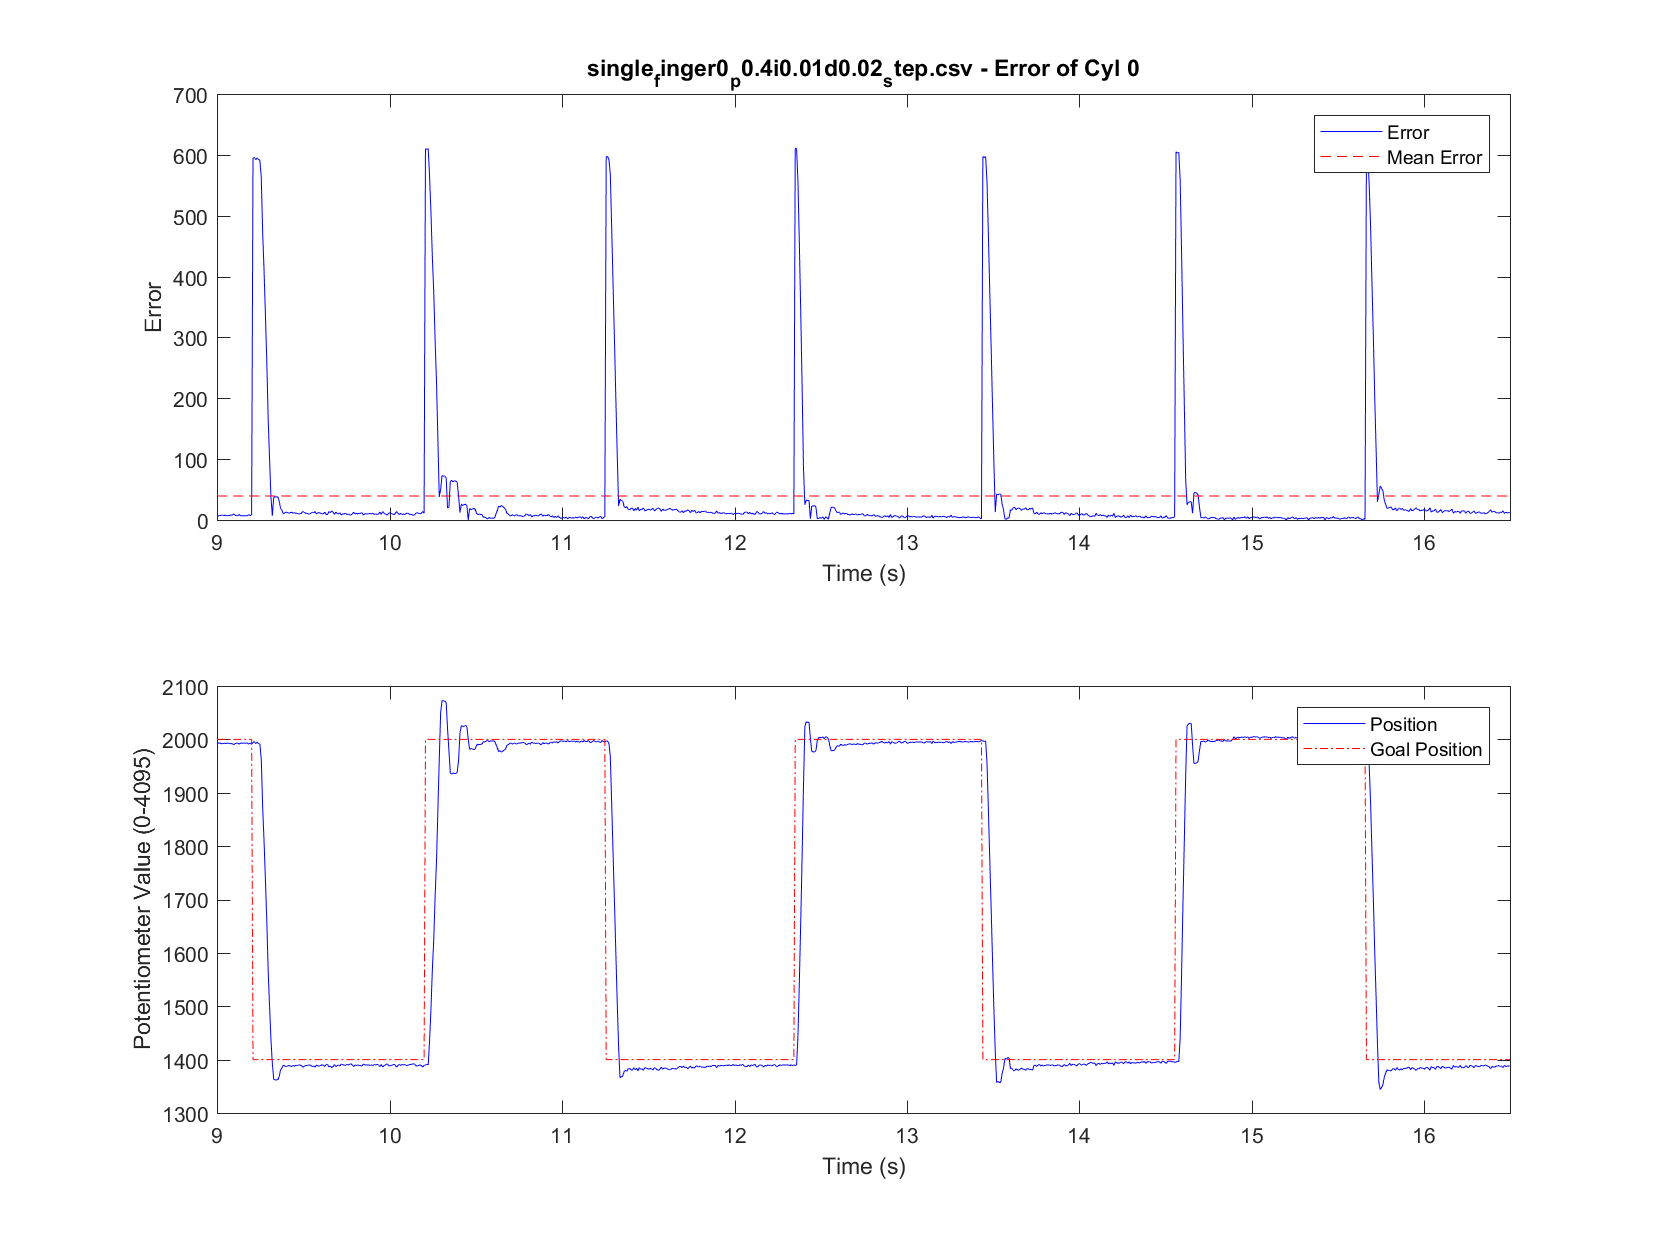 single_finger0_p0.4i0.01d0.02_step.csv - Error of Cyl 0
700
600
500
400
300
200
100
0
Error
Error
Mean Error
9 10 11 12 13 14 15 16
Time (s)
2100
2000
1900
1800
1700
1600
1500
1400
1300
Potentiometer Value (0-4095)
Position
Goal Position
9 10 11 12 13 14 15 16
Time (s)